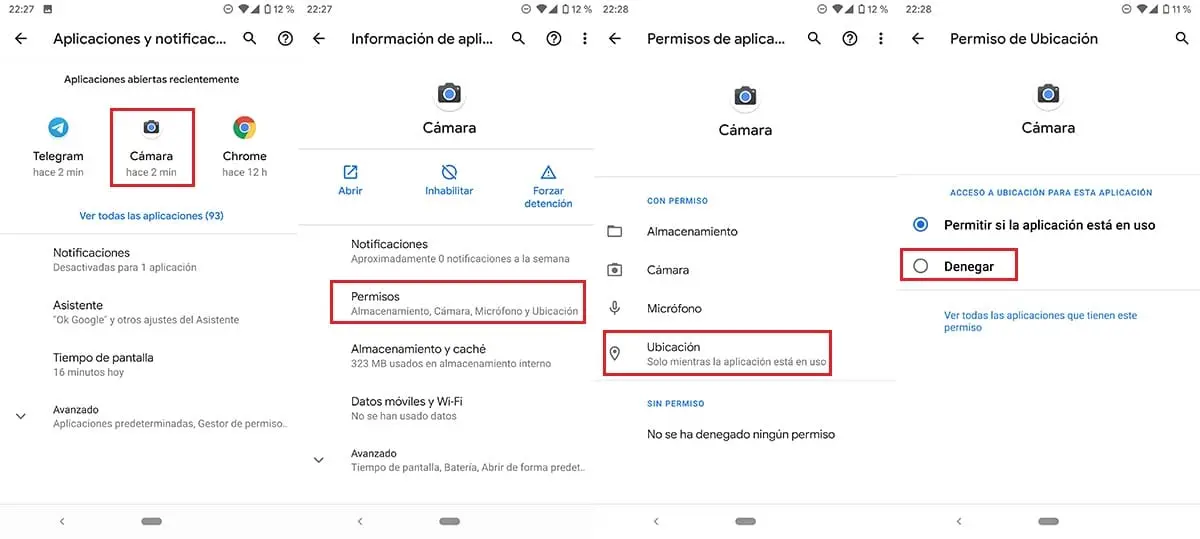 22:27
12 %
Aplicaciones y notificac...
Aplicaciones abiertas recientemente
Telegram
hace 2 min
Cámara
hace 2 min
Chrome
hace 12 h
Ver todas las aplicaciones (93)
Notificaciones
Desactivadas para 1 aplicación
Asistente
"Ok Google" y otros ajustes del Asistente
Tiempo de pantalla
16 minutos hoy
Avanzado
Aplicaciones predeterminadas, Gestor de permiso..
22:27
12 %
Información de aplí...
Cámara
Abrir
Inhabilitar
Forzar
detención
Notificaciones
Aproximadamente 0 notificaciones a la semana
Permisos
Almacenamiento, Cámara, Micrófono y Ubicación
Almacenamiento y caché
323 MB usados en almacenamiento interno
Datos móviles y Wi-Fi
No se han usado datos
Avanzado
Tiempo de pantalla, Batería, Abrir de forma predet..
22:28
12 %
Permisos de aplica...
Cámara
CON PERMISO
Almacenamiento
Cámara
Micrófono
Ubicación
Solo mientras la aplicación está en uso
SIN PERMISO
No se ha denegado ningún permiso
22:28
11 %
Permiso de Ubicación
Cámara
ACCESO A UBICACIÓN PARA ESTA APLICACIÓN
Permitir si la aplicación está en uso
Denegar
Ver todas las aplicaciones que tienen este
permiso